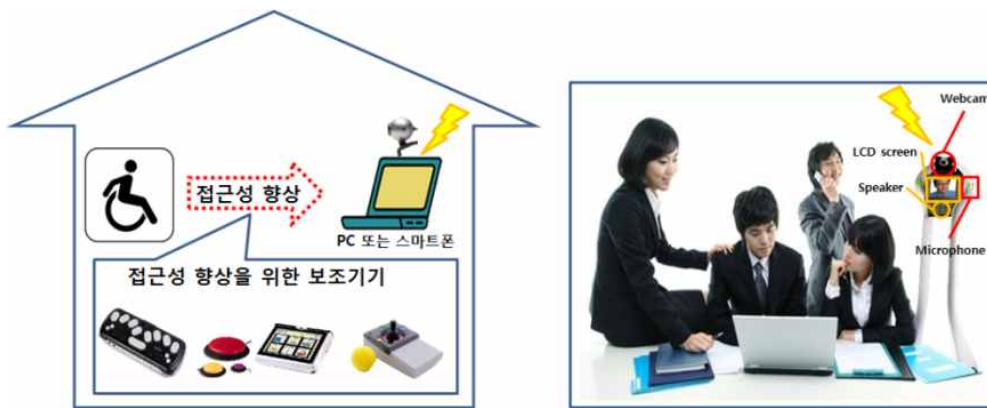 접근성 향상
PC 또는 스마트폰
접근성 향상을 위한 보조기기
Webcam
LCD screen
Speaker
Microphone